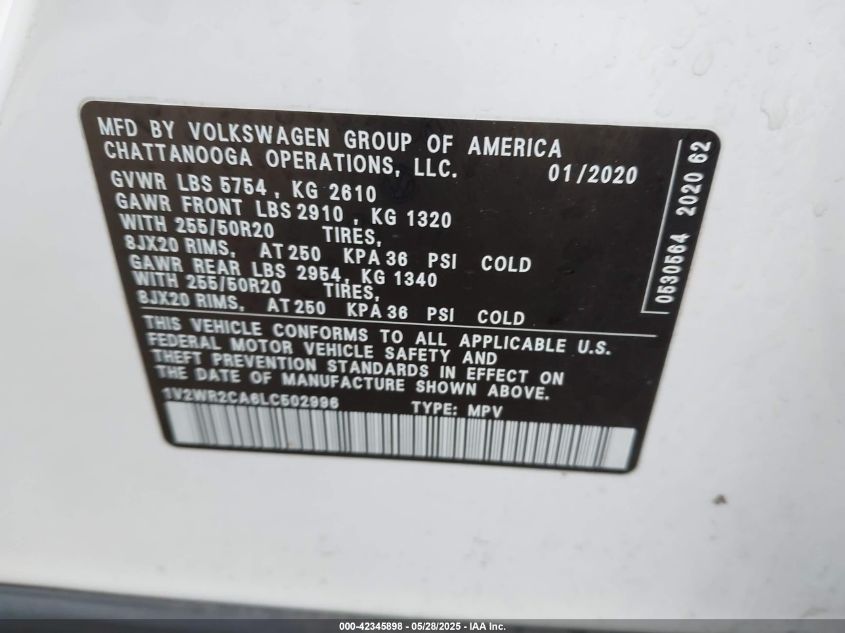 MFD BY VOLKSWAGEN GROUP OF AMERICA
CHATTANOOGA OPERATIONS, LLC. 01/2020
GVWR LBS 5754, KG 2610
GAWR FRONT LBS 2910, KG 1320
WITH 255/50R20 TIRES,
8JX20 RIMS, AT 250 KPA 36 PSI COLD
GAWR REAR LBS 2954, KG 1340
WITH 255/50R20 TIRES,
8JX20 RIMS, AT 250 KPA 36 PSI COLD
THIS VEHICLE CONFORMS TO ALL APPLICABLE U.S.
FEDERAL MOTOR VEHICLE SAFETY AND
THEFT PREVENTION STANDARDS IN EFFECT ON
THE DATE OF MANUFACTURE SHOWN ABOVE.
1V2WR2CA6LC502996 TYPE: MPV
0530564 2020 62
000-42345898 - 05/28/2025 - IAA Inc.